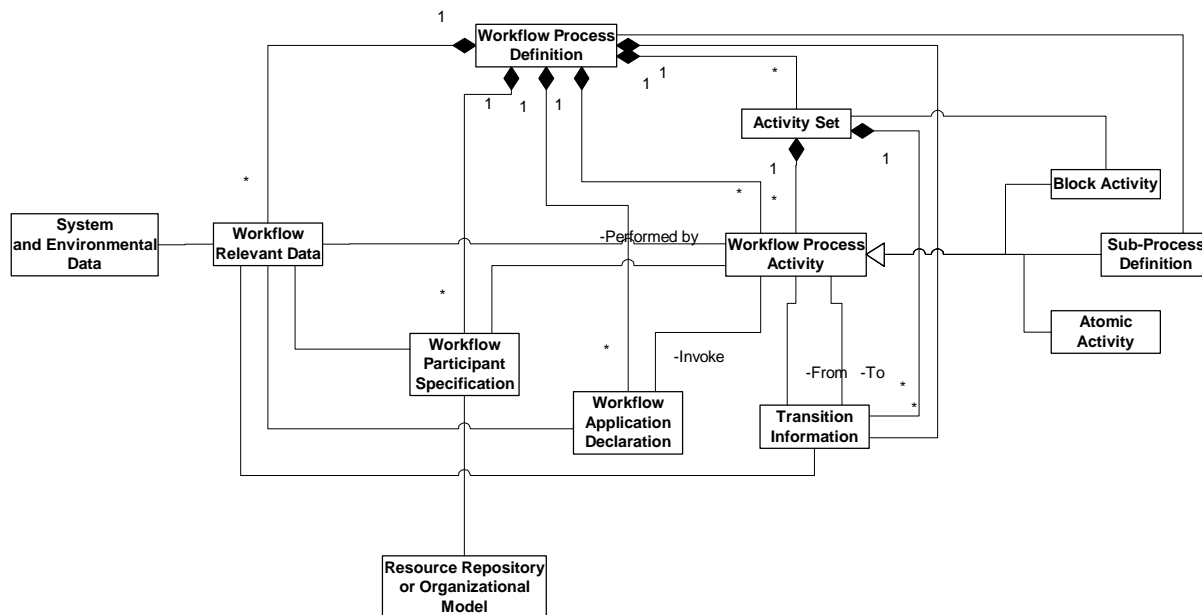 1
Workflow Process
Definition
1
1
1
1
1
*
Activity Set
1
1
Block Activity
*
*
*
System
and Environmental
Data
Workflow
Relevant Data
-Performed by
Workflow Process
Activity
Sub-Process
Definition
*
Atomic
Activity
Workflow
Participant
Specification
*
-Invoke
-From
-To
*
*
Workflow
Application
Declaration
Transition
Information
Resource Repository
or Organizational
Model